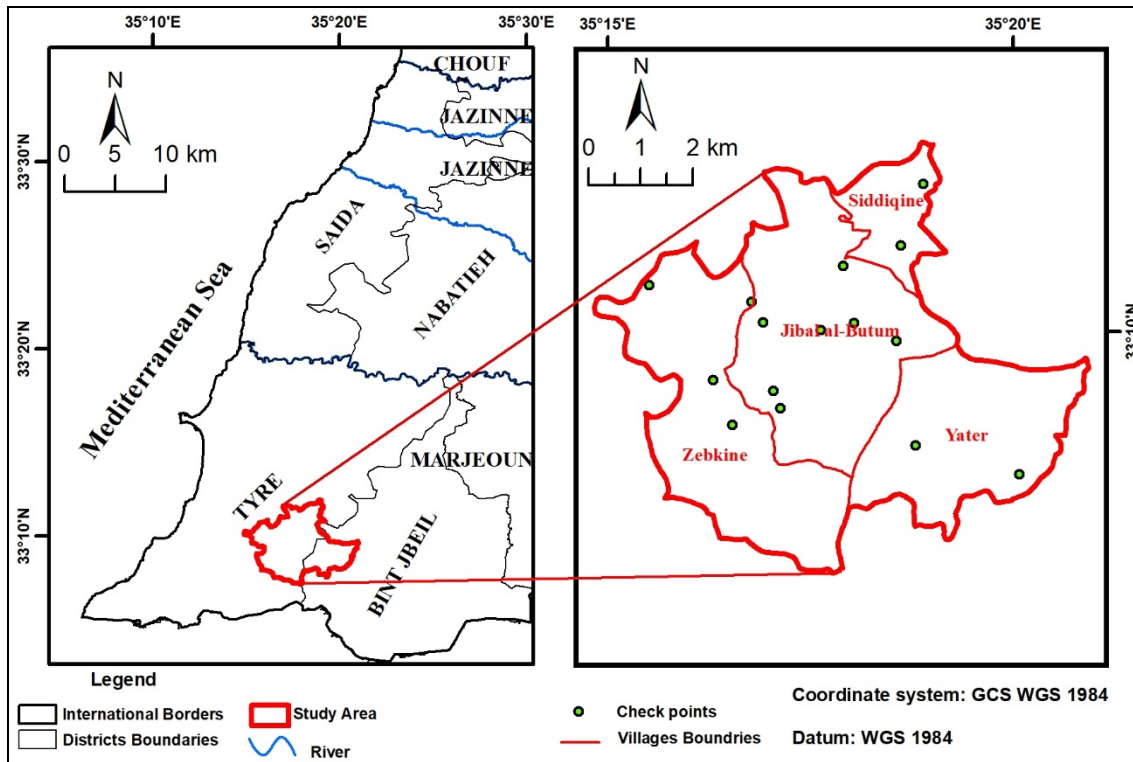 35°10'E 35°20'E 35°30'E
35°15'E 35°20'E
33°30'N
33°20'N
33°10'N
N
0 5 10 km
CHOUF
JAZINNE
JAZINNE
SAIDA
NABATIEH
Mediterranean Sea
MARJEOUN
TYRE
BINT JBEIL
N
0 1 2 km
Siddiqine
Jibal al-Butum
Yater
Zebkine
33°10'N
Legend
International Borders
Districts Boundaries
Study Area
River
Check points
Villages Boundries
Coordinate system: GCS WGS 1984
Datum: WGS 1984